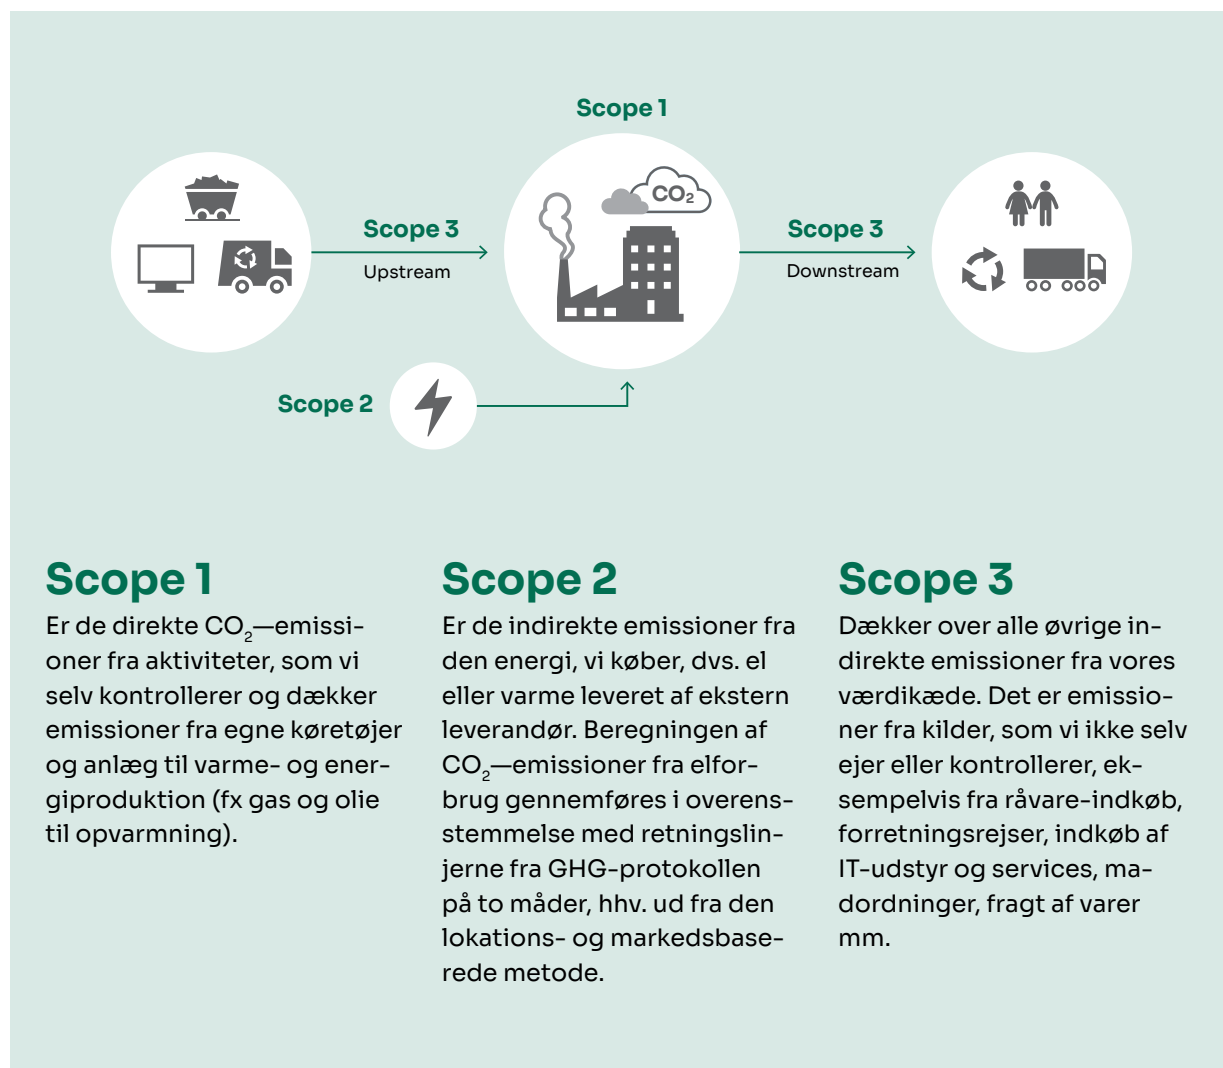 Scope 1
CO₂
Scope 3
Upstream
Scope 3
Downstream
Scope 2
Scope 1
Er de direkte CO₂—emissi-
oner fra aktiviteter, som vi
selv kontrollerer og dækker
emissioner fra egne køretøjer
og anlæg til varme- og ener-
giproduktion (fx gas og olie
til opvarmning).
Scope 2
Er de indirekte emissioner fra
den energi, vi køber, dvs. el
eller varme leveret af ekstern
leverandør. Beregningen af
CO₂—emissioner fra elfor-
brug gennemføres i overens-
stemmelse med retningslin-
jerne fra GHG-protokollen
på to måder, hhv. ud fra den
lokations- og markedsbase-
rede metode.
Scope 3
Dækker over alle øvrige in-
direkte emissioner fra vores
værdikæde. Det er emissio-
ner fra kilder, som vi ikke selv
ejer eller kontrollerer, ek-
sempelvis fra råvare-indkøb,
forretningsrejser, indkøb af
IT-udstyr og services, ma-
dordninger, fragt af varer
mm.